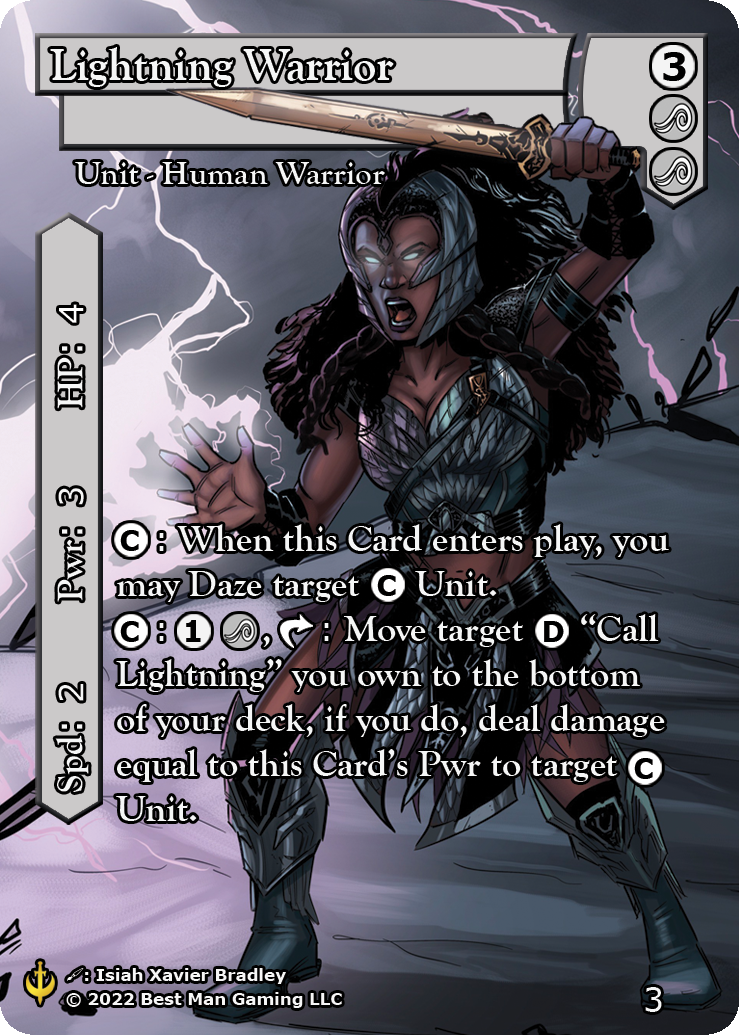 Lightning Warrior
3
Unit - Human Warrior
HP: 4
Pwr: 3
Spd: 2
C: When this Card enters play, you
may Daze target C Unit.
C: 1, : Move target D “Call
Lightning” you own to the bottom
of your deck, if you do, deal damage
equal to this Card’s Pwr to target C
Unit.
: Isiah Xavier Bradley
© 2022 Best Man Gaming LLC
3